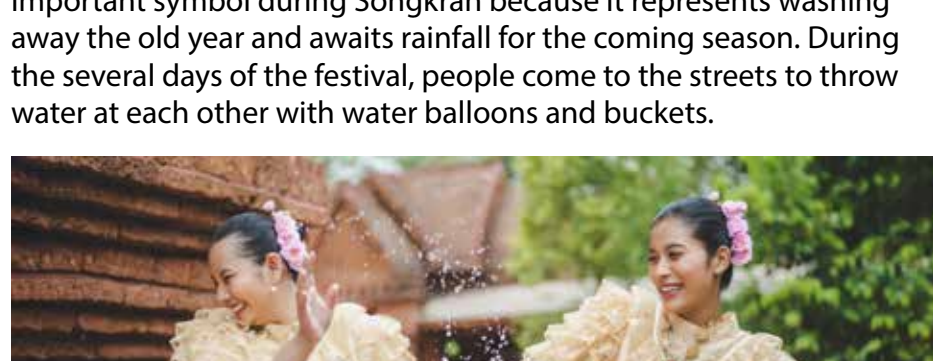 important symbol during Songkran because it represents washing
away the old year and awaits rainfall for the coming season. During
the several days of the festival, people come to the streets to throw
water at each other with water balloons and buckets.